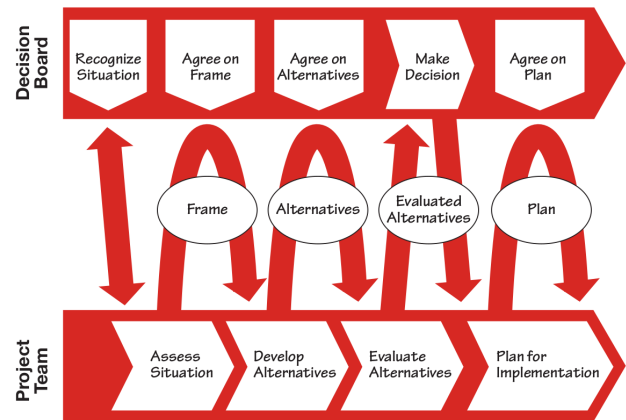 Decision
Board
Recognize
Situation
Agree on
Frame
Agree on
Alternatives
Make
Decision
Agree on
Plan
Frame
Alternatives
Evaluated
Alternatives
Plan
Project
Team
Assess
Situation
Develop
Alternatives
Evaluate
Alternatives
Plan for
Implementation